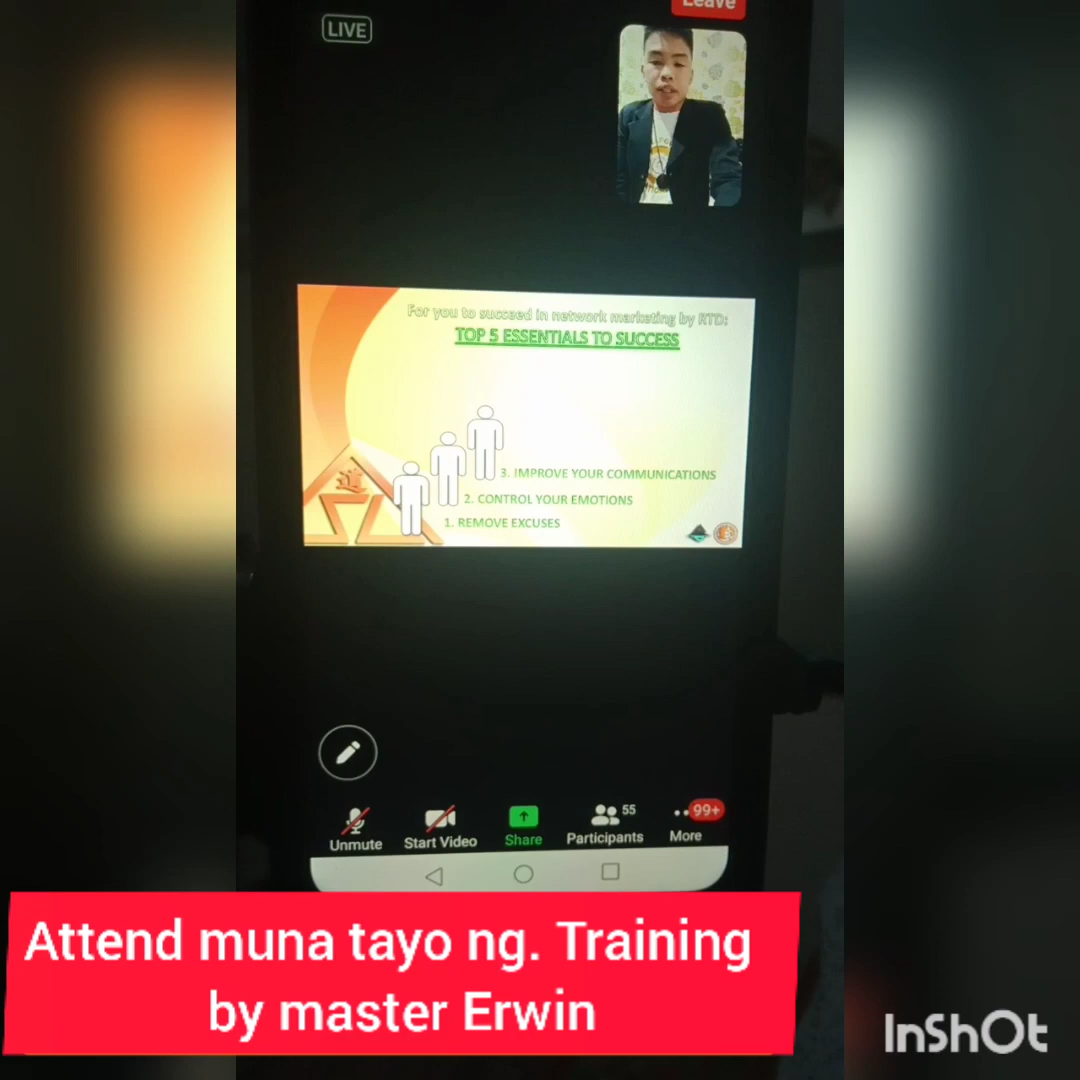 Leave
LIVE
For you to succeed in network marketing by RTD:
TOP 5 ESSENTIALS TO SUCCESS
3. IMPROVE YOUR COMMUNICATIONS
2. CONTROL YOUR EMOTIONS
1. REMOVE EXCUSES
55
99+
Unmute
Start Video
Share
Participants
More
Attend muna tayo ng. Training
by master Erwin
InShOt